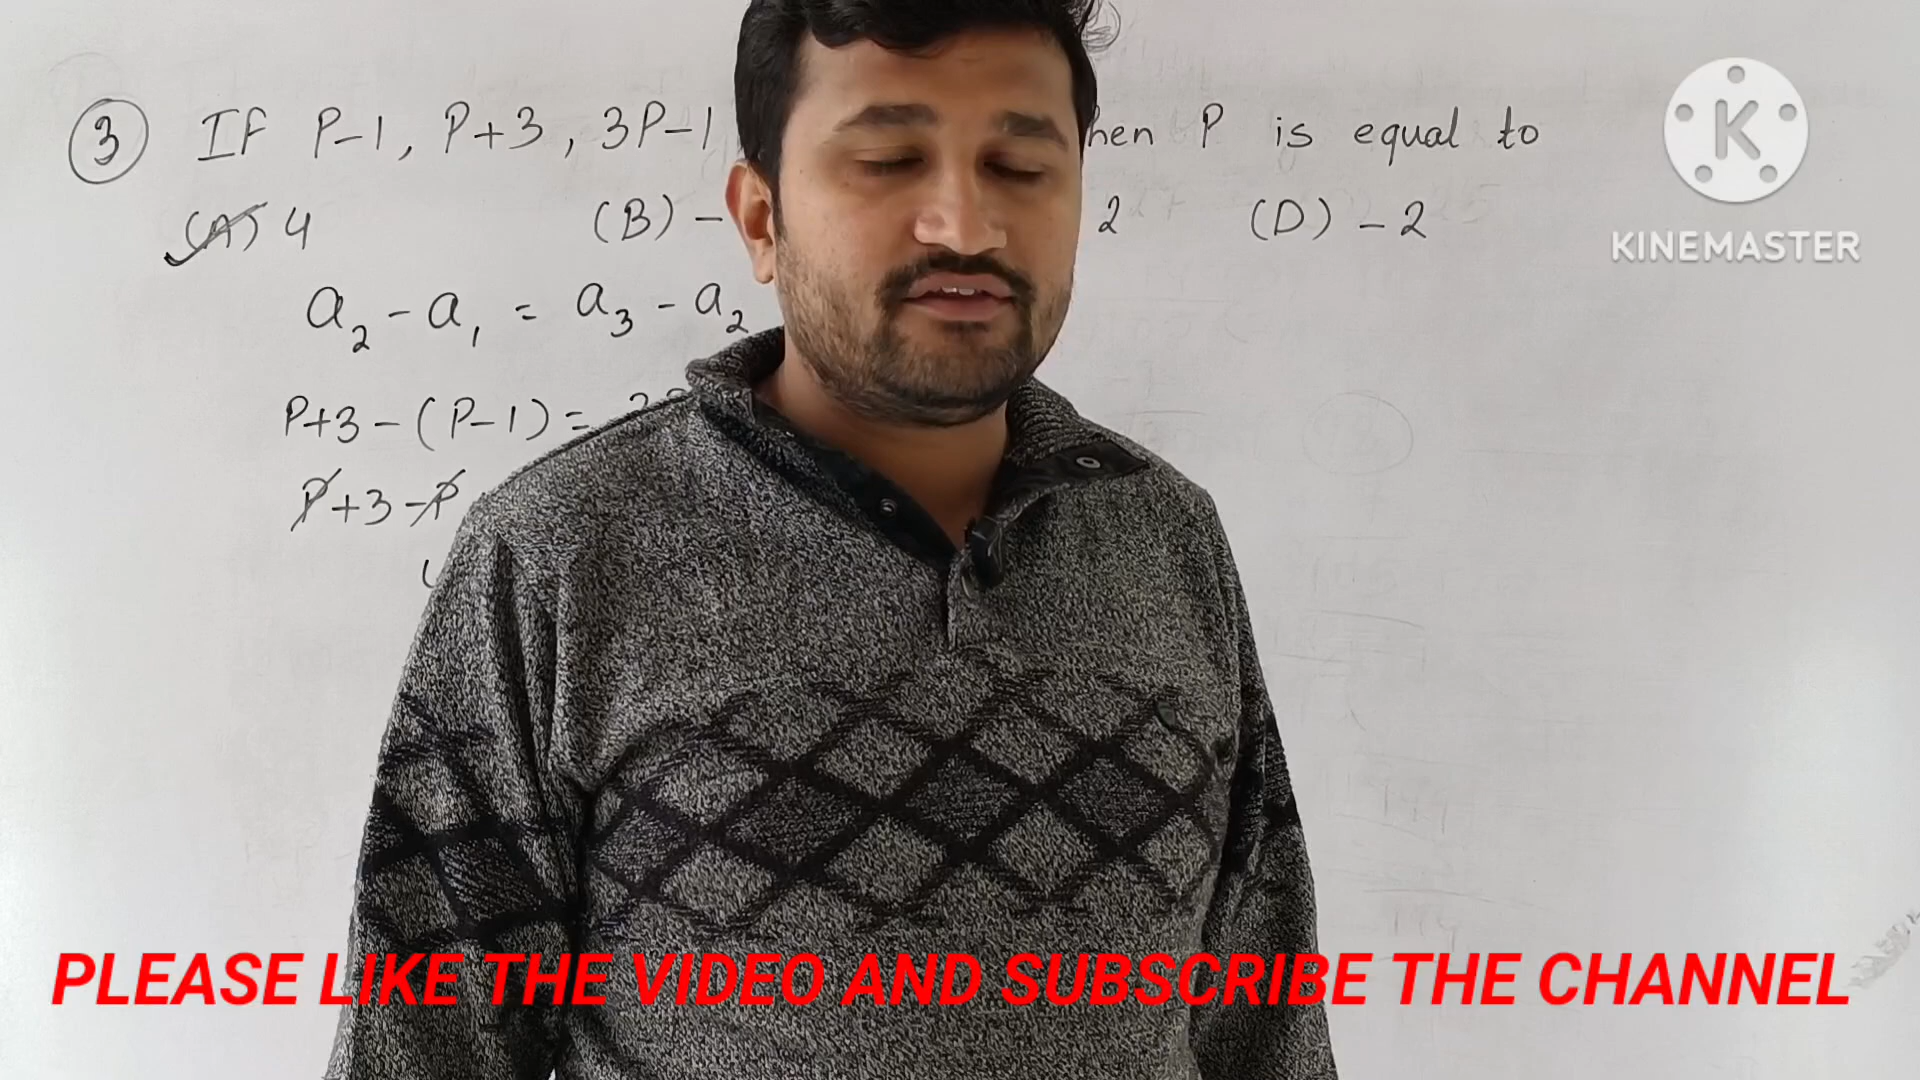 ③ If P-1, P+3, 3P-1 hen P is equal to
(A) 4 (B) - 2 (D) -2
a₂ - a₁ = a₃ - a₂
P+3-(P-1)=
P+3-P
K
KINEMASTER
PLEASE LIKE THE VIDEO AND SUBSCRIBE THE CHANNEL